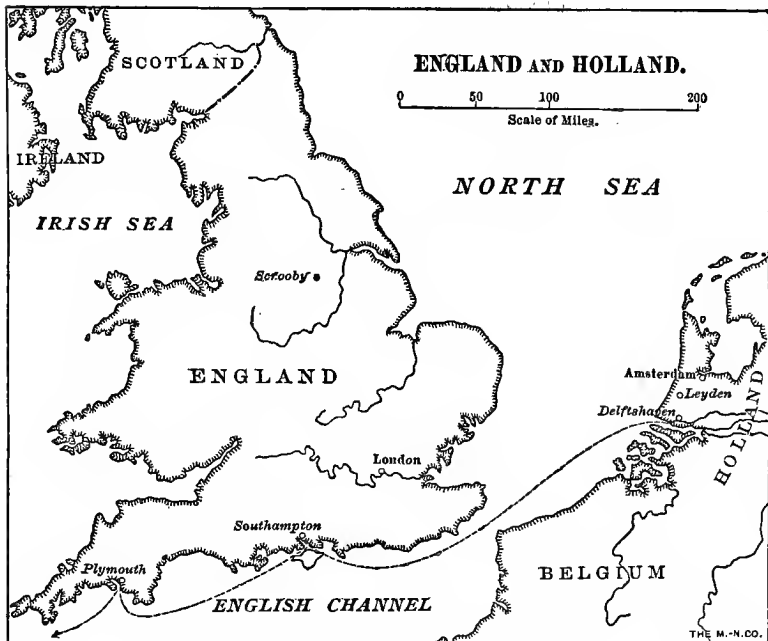 SCOTLAND
ENGLAND AND HOLLAND.
0 50 100 200
Scale of Miles.
IRELAND
NORTH SEA
IRISH SEA
Scrooby
ENGLAND
Amsterdam
Leyden
Delftshaven
HOLLAND
London
Southampton
Plymouth
BELGIUM
ENGLISH CHANNEL
THE M.-N.CO.